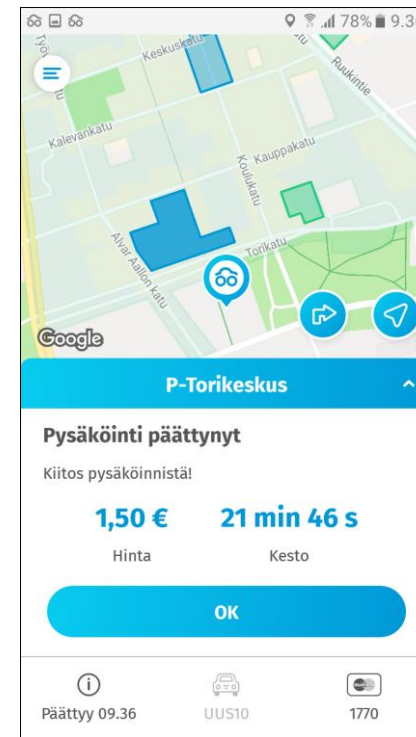 78% 9.3
Keskuskatu
Ruukintie
Kalevankatu
Kauppakatu
Koulukatu
Torikatu
Alvar Aallon katu
Google
P-Torikeskus
Pysäköinti päättynyt
Kiitos pysäköinnistä!
1,50 € 21 min 46 s
Hinta Kesto
OK
Päättyy 09.36 UUS10 1770